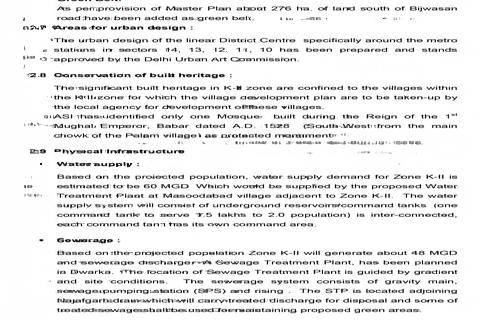 Green Belt:
As per provision of Master Plan about 276 ha. of land south of Bijwasan
road have been added as green belt.
2.7 Areas for urban design :
The urban design of the linear District Centre specifically around the metro
stations in sectors 14, 13, 12, 11, 10 has been prepared and stands
approved by the Delhi Urban Art Commission.
2.8 Conservation of built heritage :
The significant built heritage in K-II zone are confined to the villages within
the K-II zone for which the village development plan are to be taken-up by
the local agency for development of these villages.
ASI has identified only one Mosque built during the Reign of the 1st
Mughal Emperor, Babar dated A.D. 1528 (South-West from the main
chowk of the Palam village) as protected monument
2.9 Physical Infrastructure
• Water supply :
Based on the projected population, water supply demand for Zone K-II is
estimated to be 60 MGD Which would be supplied by the proposed Water
Treatment Plant at Masoodabad village adjacent to Zone K-II. The water
supply system will consist of underground reservoirs/command tanks (one
command tank to serve 1.5 lakhs to 2.0 population) is inter-connected,
each command tank has its own command area.
• Sewerage :
Based on the projected population Zone K-II will generate about 48 MGD
and sewerage discharge A Sewage Treatment Plant, has been planned
in Dwarka. The location of Sewage Treatment Plant is guided by gradient
and site conditions. The sewerage system consists of gravity main,
sewage pumping station (SPS) and rising . The STP is located adjoining
Najafgarh drain which will carry treated discharge for disposal and some of
treated sewage shall be used for maintaining proposed green areas.